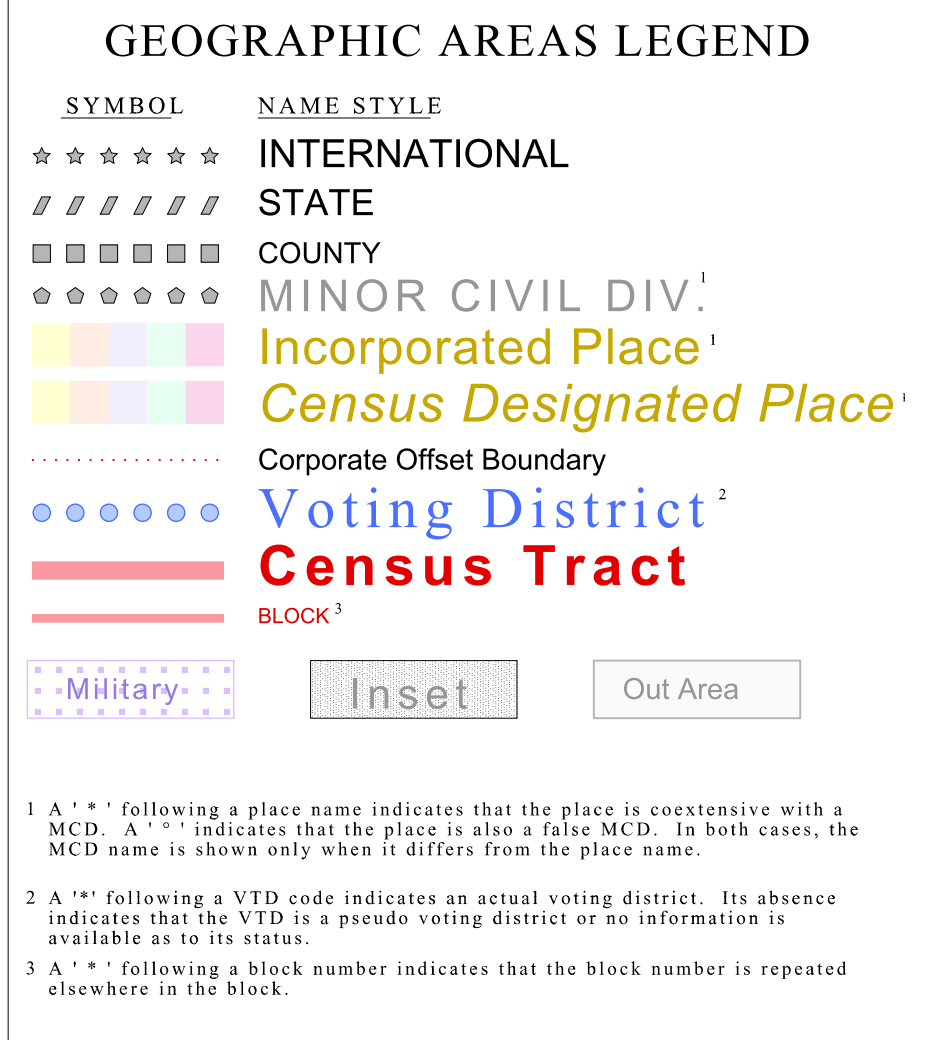 GEOGRAPHIC AREAS LEGEND
SYMBOL NAME STYLE
INTERNATIONAL
STATE
COUNTY
MINOR CIVIL DIV. 1
Incorporated Place 1
Census Designated Place 1
Corporate Offset Boundary
Voting District 2
Census Tract
BLOCK 3
Military Inset Out Area
1 A ' * ' following a place name indicates that the place is coextensive with a
MCD. A ' ° ' indicates that the place is also a false MCD. In both cases, the
MCD name is shown only when it differs from the place name.
2 A '*' following a VTD code indicates an actual voting district. Its absence
indicates that the VTD is a pseudo voting district or no information is
available as to its status.
3 A ' * ' following a block number indicates that the block number is repeated
elsewhere in the block.